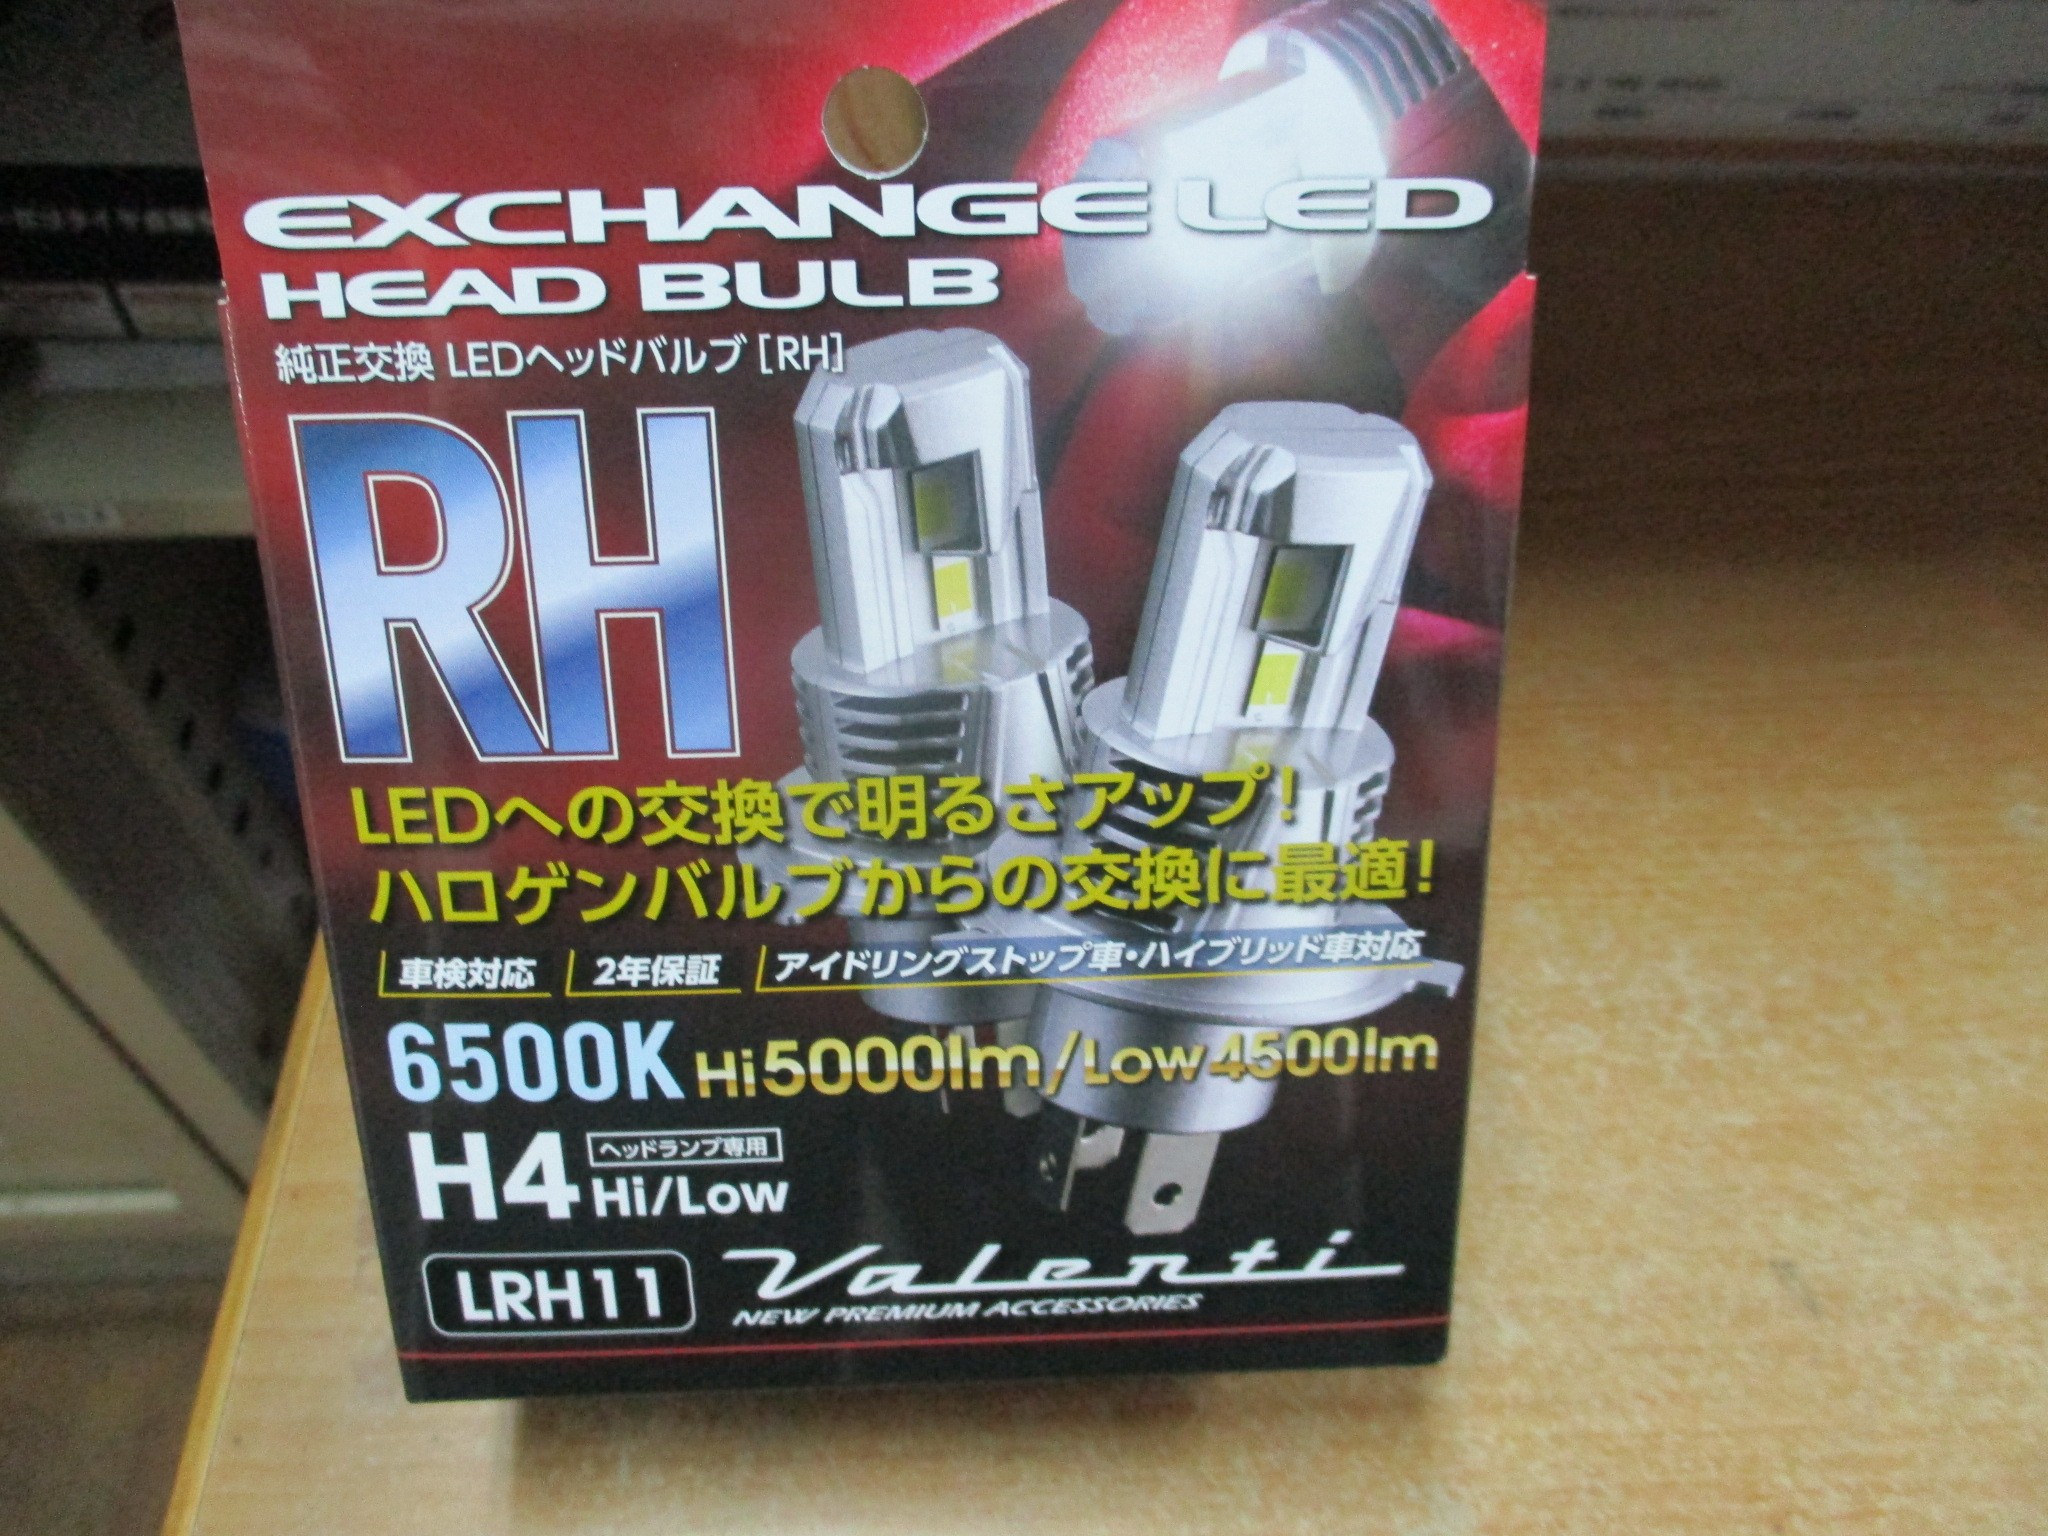 EXCHANGE LED
HEAD BULB
純正交換 LEDヘッドバルブ [RH]
RH
LEDへの交換で明るさアップ!
ハロゲンバルブからの交換に最適!
車検対応 2年保証 アイドリングストップ車・ハイブリッド車対応
6500K Hi5000lm/Low4500lm
H4 ヘッドランプ専用
Hi/Low
LRH11 Valenti
NEW PREMIUM ACCESSORIES